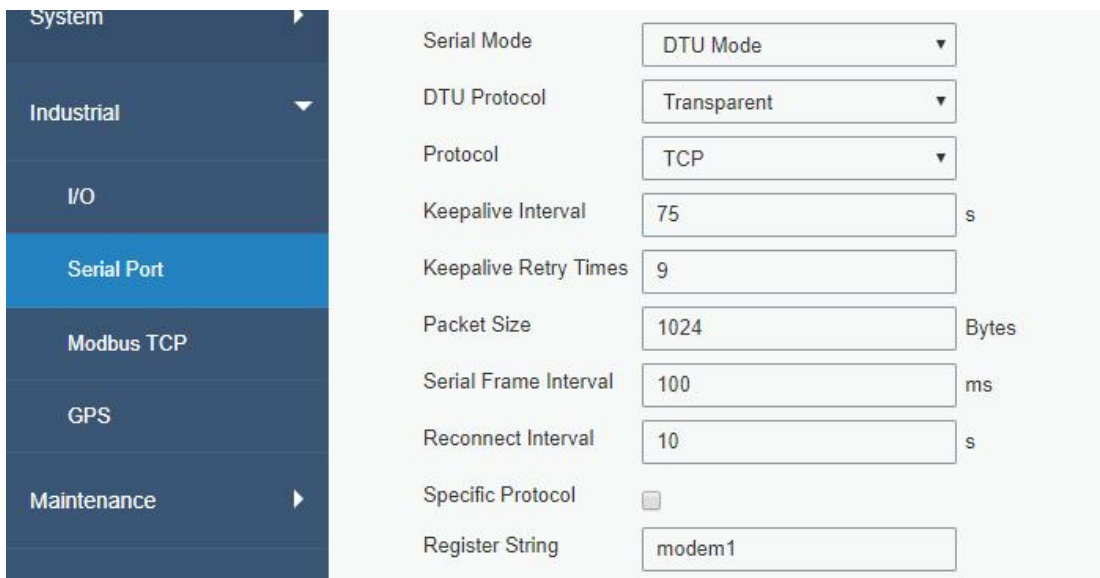 System
Industrial
I/O
Serial Port
Modbus TCP
GPS
Maintenance
Serial Mode DTU Mode
DTU Protocol Transparent
Protocol TCP
Keepalive Interval 75 s
Keepalive Retry Times 9
Packet Size 1024 Bytes
Serial Frame Interval 100 ms
Reconnect Interval 10 s
Specific Protocol
Register String modem1